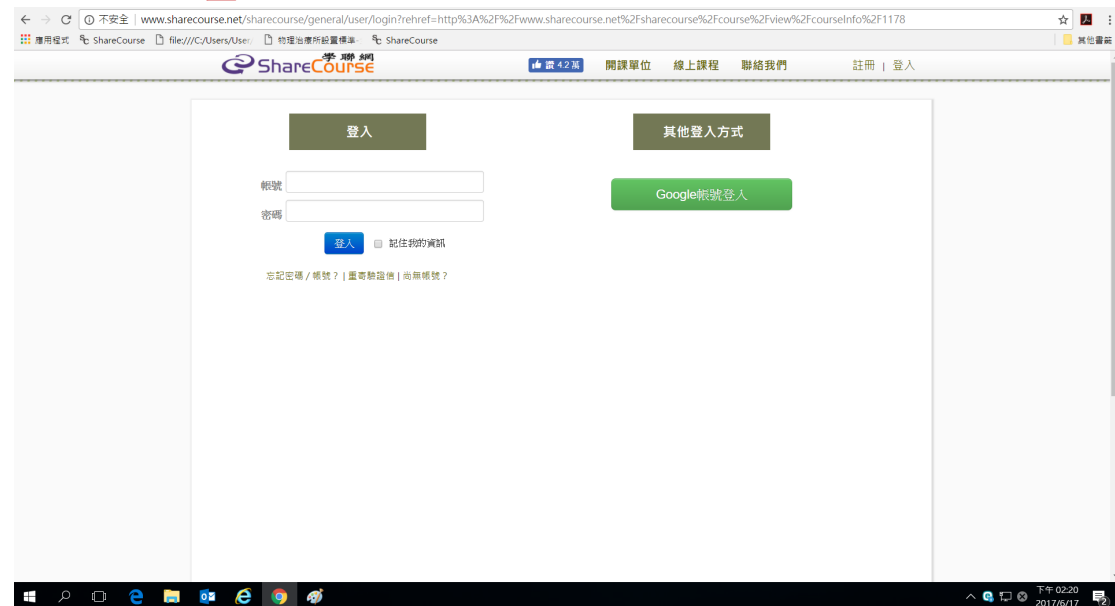 不安全 | www.sharecourse.net/sharecourse/general/user/login?rehref=http%3A%2F%2Fwww.sharecourse.net%2Fsharecourse%2Fcourse%2Fview%2FcourseInfo%2F1178
應用程式 ShareCourse file:///C:/Users/User/ 物理治療所設置標準- ShareCourse 其他書籤
ShareCourse 學聯網 讚 4.2 萬 開課單位 線上課程 聯絡我們 註冊 | 登入
登入 其他登入方式
帳號 Google帳號登入
密碼
登入 記住我的資訊
忘記密碼 / 帳號？ | 重寄驗證信 | 尚無帳號？
下午 02:20
2017/6/17